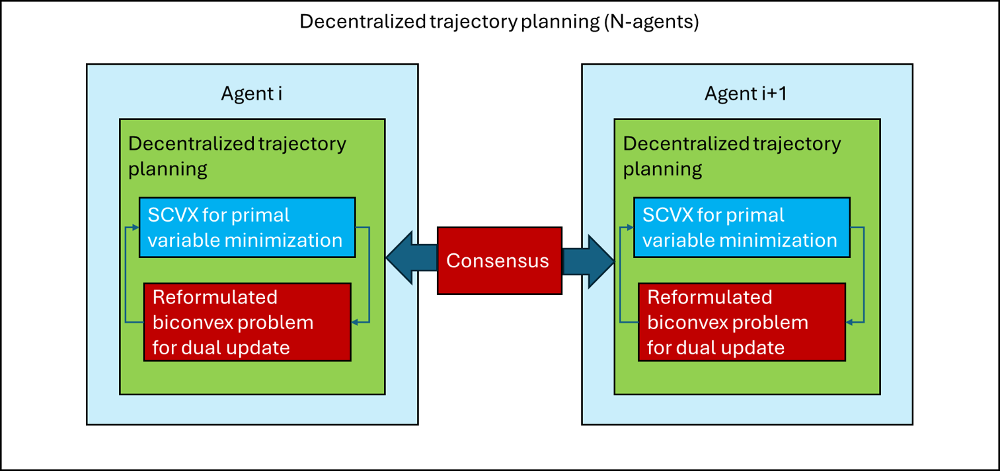 Decentralized trajectory planning (N-agents)
Agent i
Decentralized trajectory
planning
SCVX for primal
variable minimization
Reformulated
biconvex problem
for dual update
Consensus
Agent i+1
Decentralized trajectory
planning
SCVX for primal
variable minimization
Reformulated
biconvex problem
for dual update